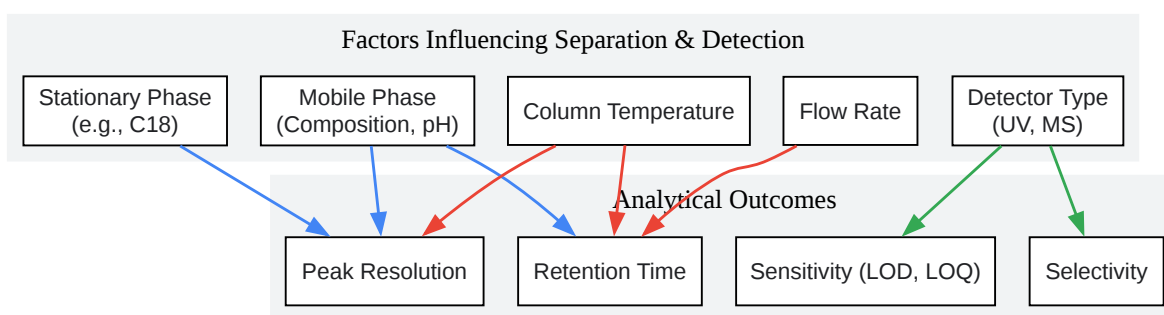 Factors Influencing Separation & Detection
Stationary Phase
(e.g., C18)
Mobile Phase
(Composition, pH)
Column Temperature
Flow Rate
Detector Type
(UV, MS)
Analytical Outcomes
Peak Resolution
Retention Time
Sensitivity (LOD, LOQ)
Selectivity